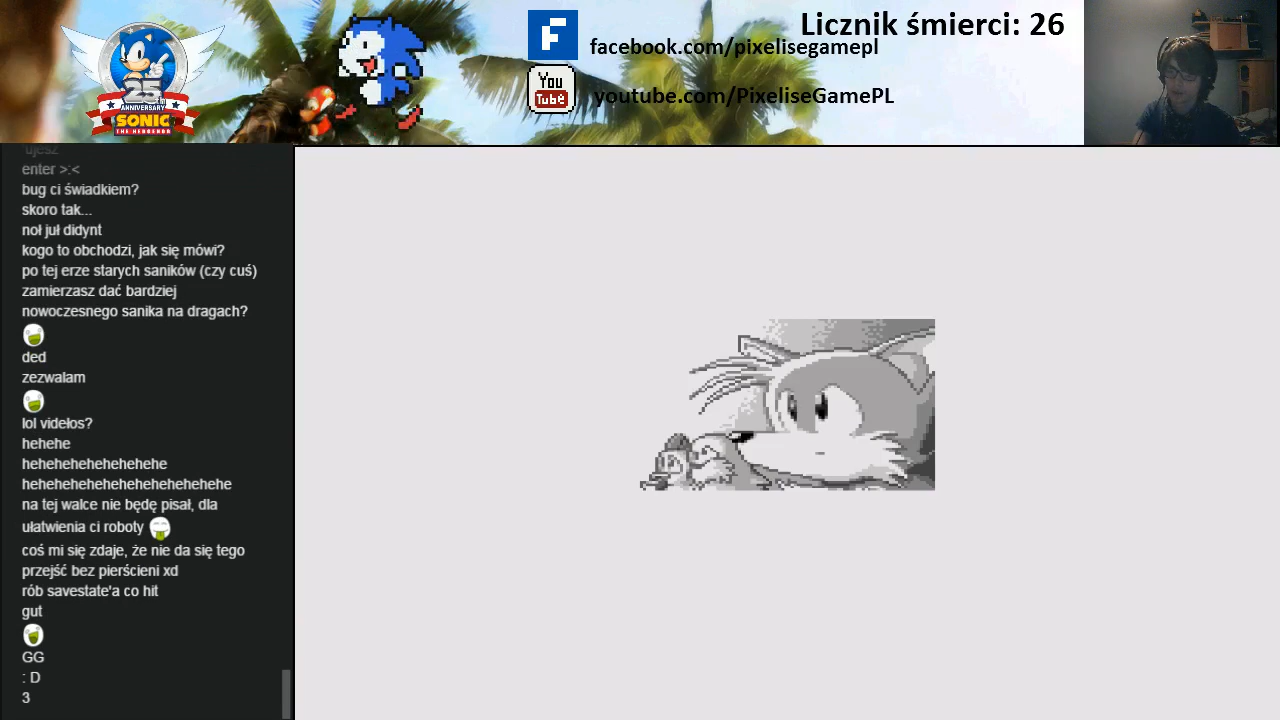 Licznik śmierci: 26
facebook.com/pixelisegamepl
You
Tube
youtube.com/PixeliseGamePL
25
ANNIVERSARY
SONIC
THE HEDGEHOG
enter >:<
bug ci świadkiem?
skoro tak...
noł juł didynt
kogo to obchodzi, jak się mówi?
po tej erze starych saników (czy cuś)
zamierzasz dać bardziej
nowoczesnego sanika na dragach?
ded
zezwalam
lol videłos?
hehehe
hehehehehehehehehe
hehehehehehehehehehehehehe
na tej walce nie będę pisał, dla
ułatwienia ci roboty
coś mi się zdaje, że nie da się tego
przejść bez pierścieni xd
rób savestate'a co hit
gut
GG
: D
3